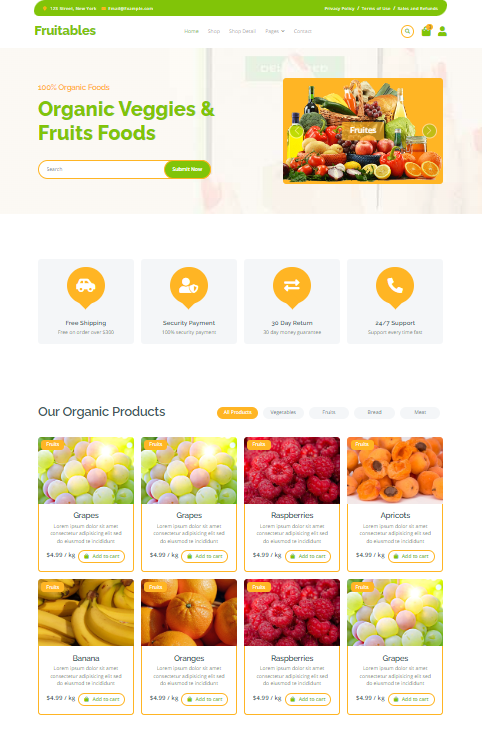 123 Street, New York Email@Example.com Privacy Policy / Terms of Use / Sales and Refunds
Fruitables Home Shop Shop Detail Pages Contact
100% Organic Foods
Organic Veggies &
Fruits Foods
Search Submit Now
Fruites
Free Shipping Security Payment 30 Day Return 24/7 Support
Free on order over $300 100% security payment 30 day money guarantee Support every time fast
Our Organic Products All Products Vegetables Fruits Bread Meat
Fruits Fruits Fruits Fruits
Grapes Grapes Raspberries Apricots
Lorem ipsum dolor sit amet Lorem ipsum dolor sit amet Lorem ipsum dolor sit amet Lorem ipsum dolor sit amet
consectetur adipisicing elit sed consectetur adipisicing elit sed consectetur adipisicing elit sed consectetur adipisicing elit sed
do eiusmod te incididunt do eiusmod te incididunt do eiusmod te incididunt do eiusmod te incididunt
$4.99 / kg Add to cart $4.99 / kg Add to cart $4.99 / kg Add to cart $4.99 / kg Add to cart
Fruits Fruits Fruits Fruits
Banana Oranges Raspberries Grapes
Lorem ipsum dolor sit amet Lorem ipsum dolor sit amet Lorem ipsum dolor sit amet Lorem ipsum dolor sit amet
consectetur adipisicing elit sed consectetur adipisicing elit sed consectetur adipisicing elit sed consectetur adipisicing elit sed
do eiusmod te incididunt do eiusmod te incididunt do eiusmod te incididunt do eiusmod te incididunt
$4.99 / kg Add to cart $4.99 / kg Add to cart $4.99 / kg Add to cart $4.99 / kg Add to cart